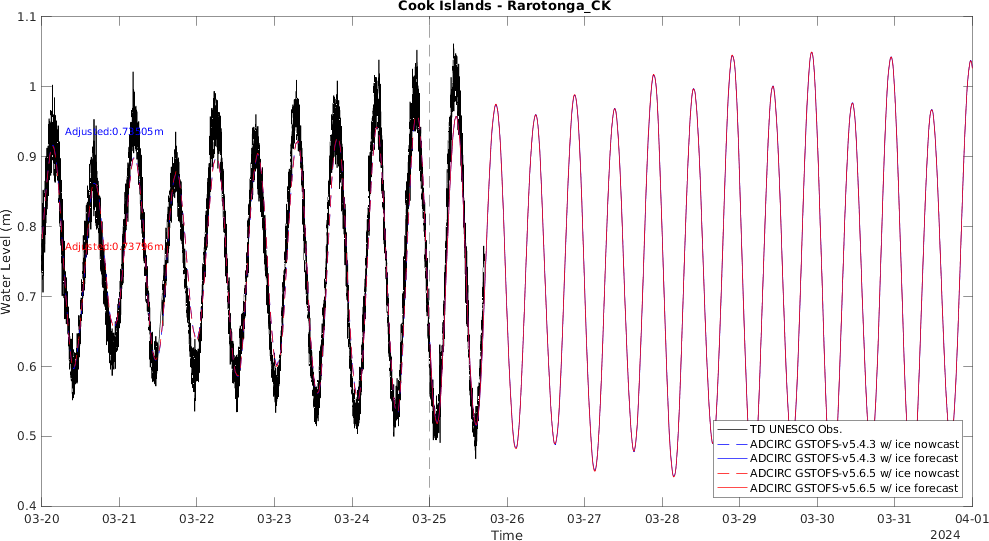 Cook Islands - Rarotonga_CK
1.1
1
0.9
0.8
0.7
0.6
0.5
0.4
Water Level (m)
TD UNESCO Obs.
ADCIRC GSTOFS-v5.4.3 w/ ice nowcast
ADCIRC GSTOFS-v5.4.3 w/ ice forecast
ADCIRC GSTOFS-v5.6.5 w/ ice nowcast
ADCIRC GSTOFS-v5.6.5 w/ ice forecast
03-20 03-21 03-22 03-23 03-24 03-25 03-26 03-27 03-28 03-29 03-30 03-31 04-01
Time
2024